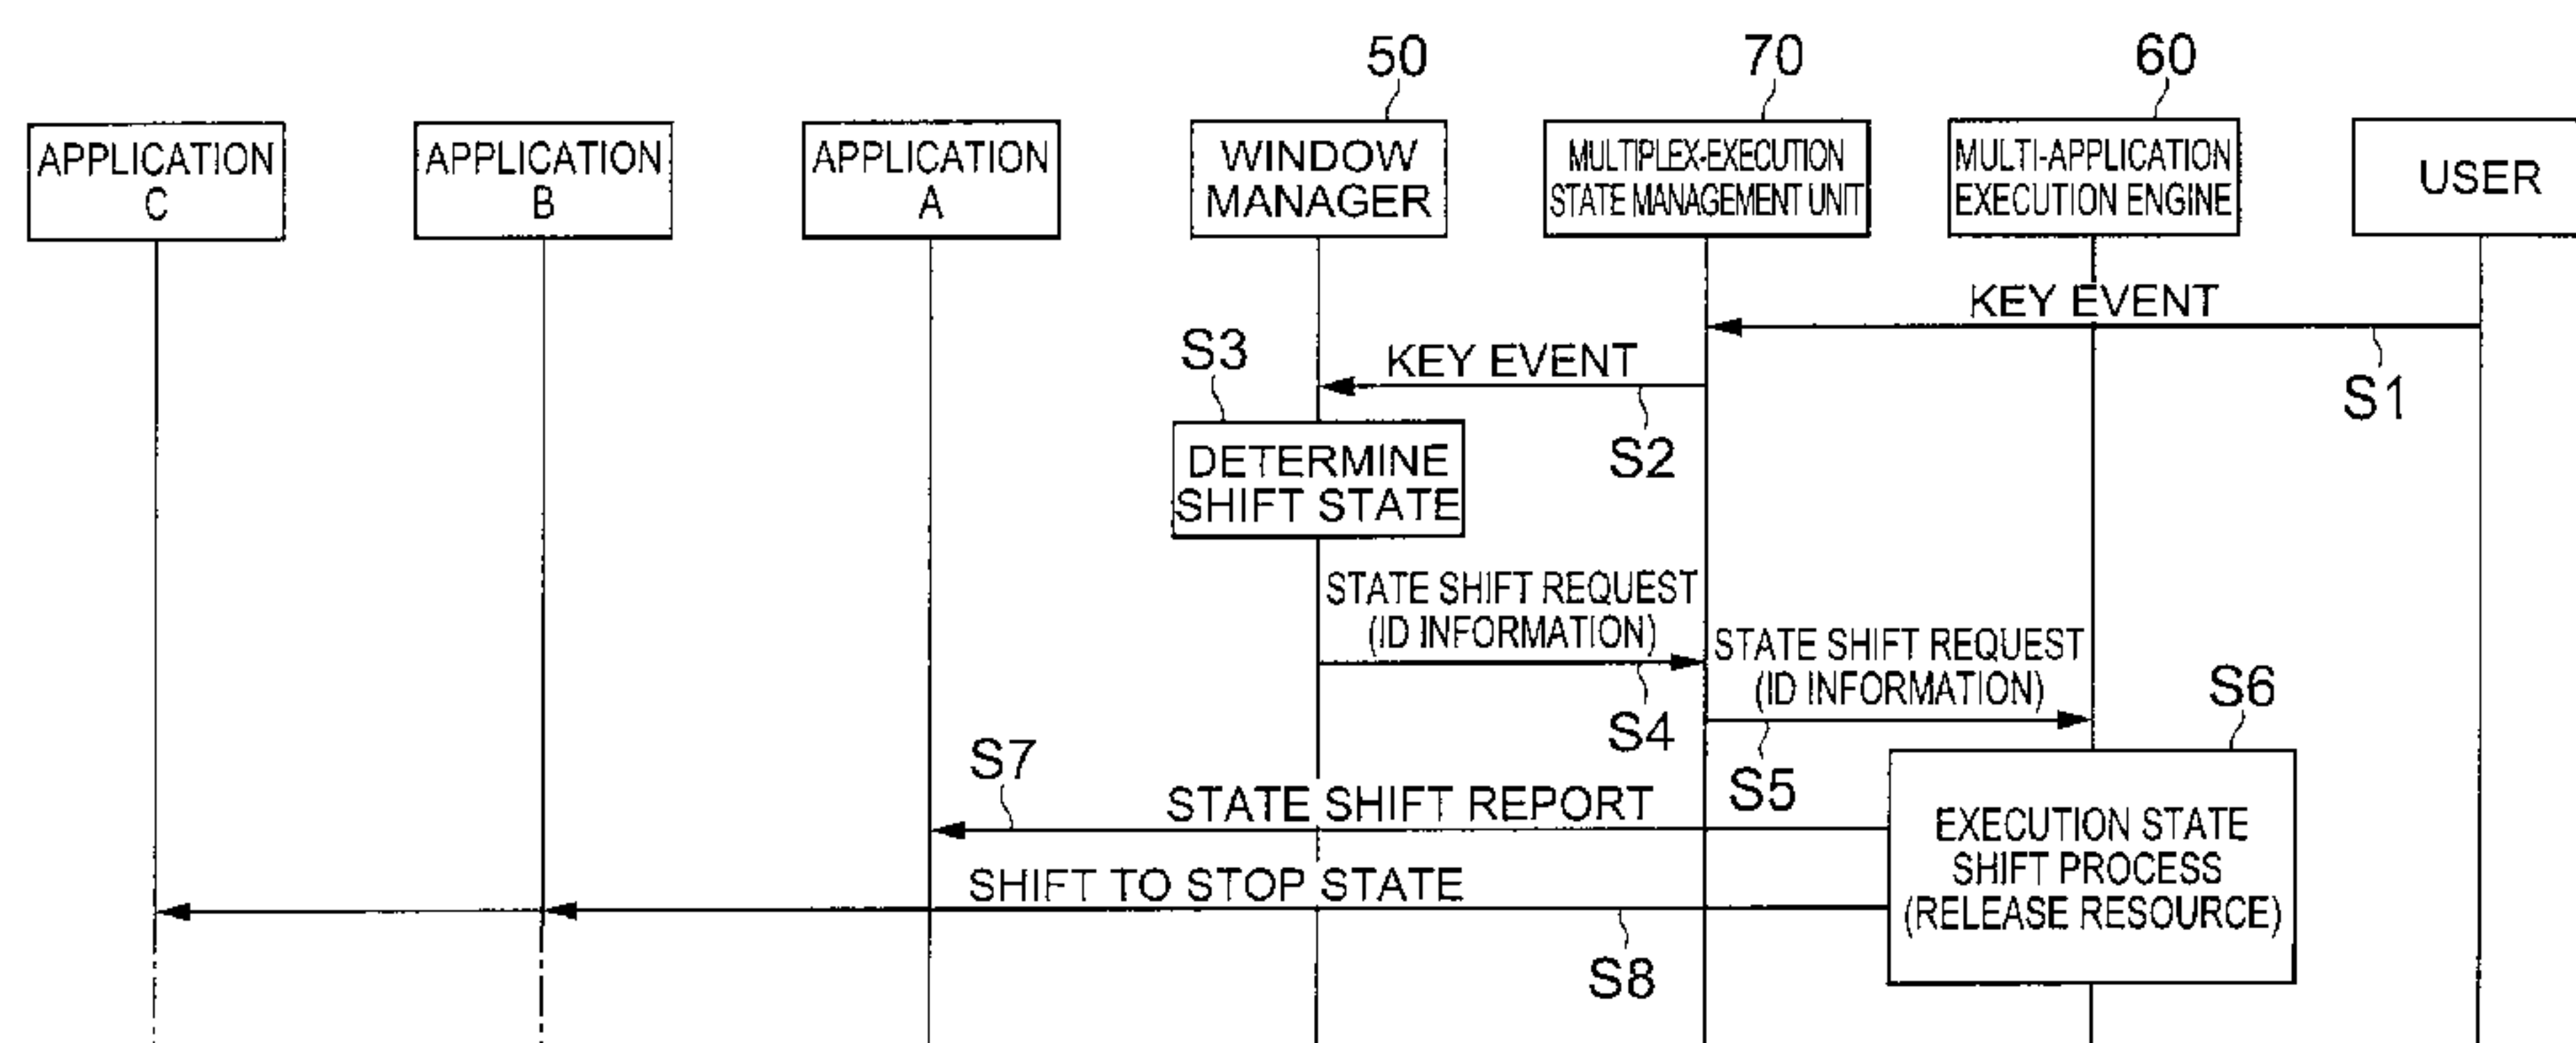 50
70
60
APPLICATION
C
APPLICATION
B
APPLICATION
A
WINDOW
MANAGER
MULTIPLEX-EXECUTION
STATE MANAGEMENT UNIT
MULTI-APPLICATION
EXECUTION ENGINE
USER
KEY EVENT
S1
KEY EVENT
S2
S3
DETERMINE
SHIFT STATE
STATE SHIFT REQUEST
(ID INFORMATION)
S4
STATE SHIFT REQUEST
(ID INFORMATION)
S5
S6
EXECUTION STATE
SHIFT PROCESS
(RELEASE RESOURCE)
S7
STATE SHIFT REPORT
SHIFT TO STOP STATE
S8